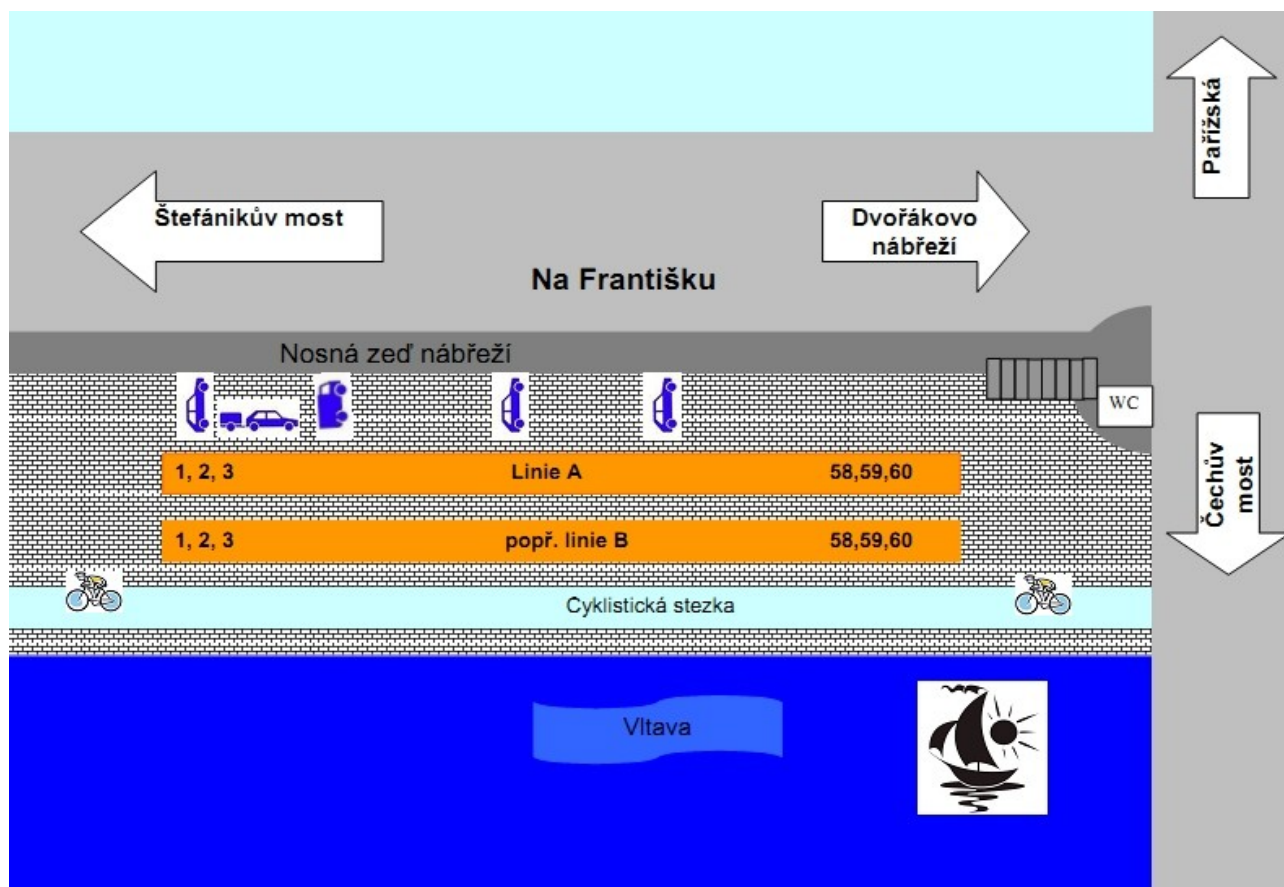 Pařížská
Štefánikův most
Dvořákovo
nábřeží
Na Františku
Nosná zeď nábřeží
WC
1, 2, 3 Linie A 58,59,60
Čechův
most
1, 2, 3 popř. linie B 58,59,60
Cyklistická stezka
Vltava